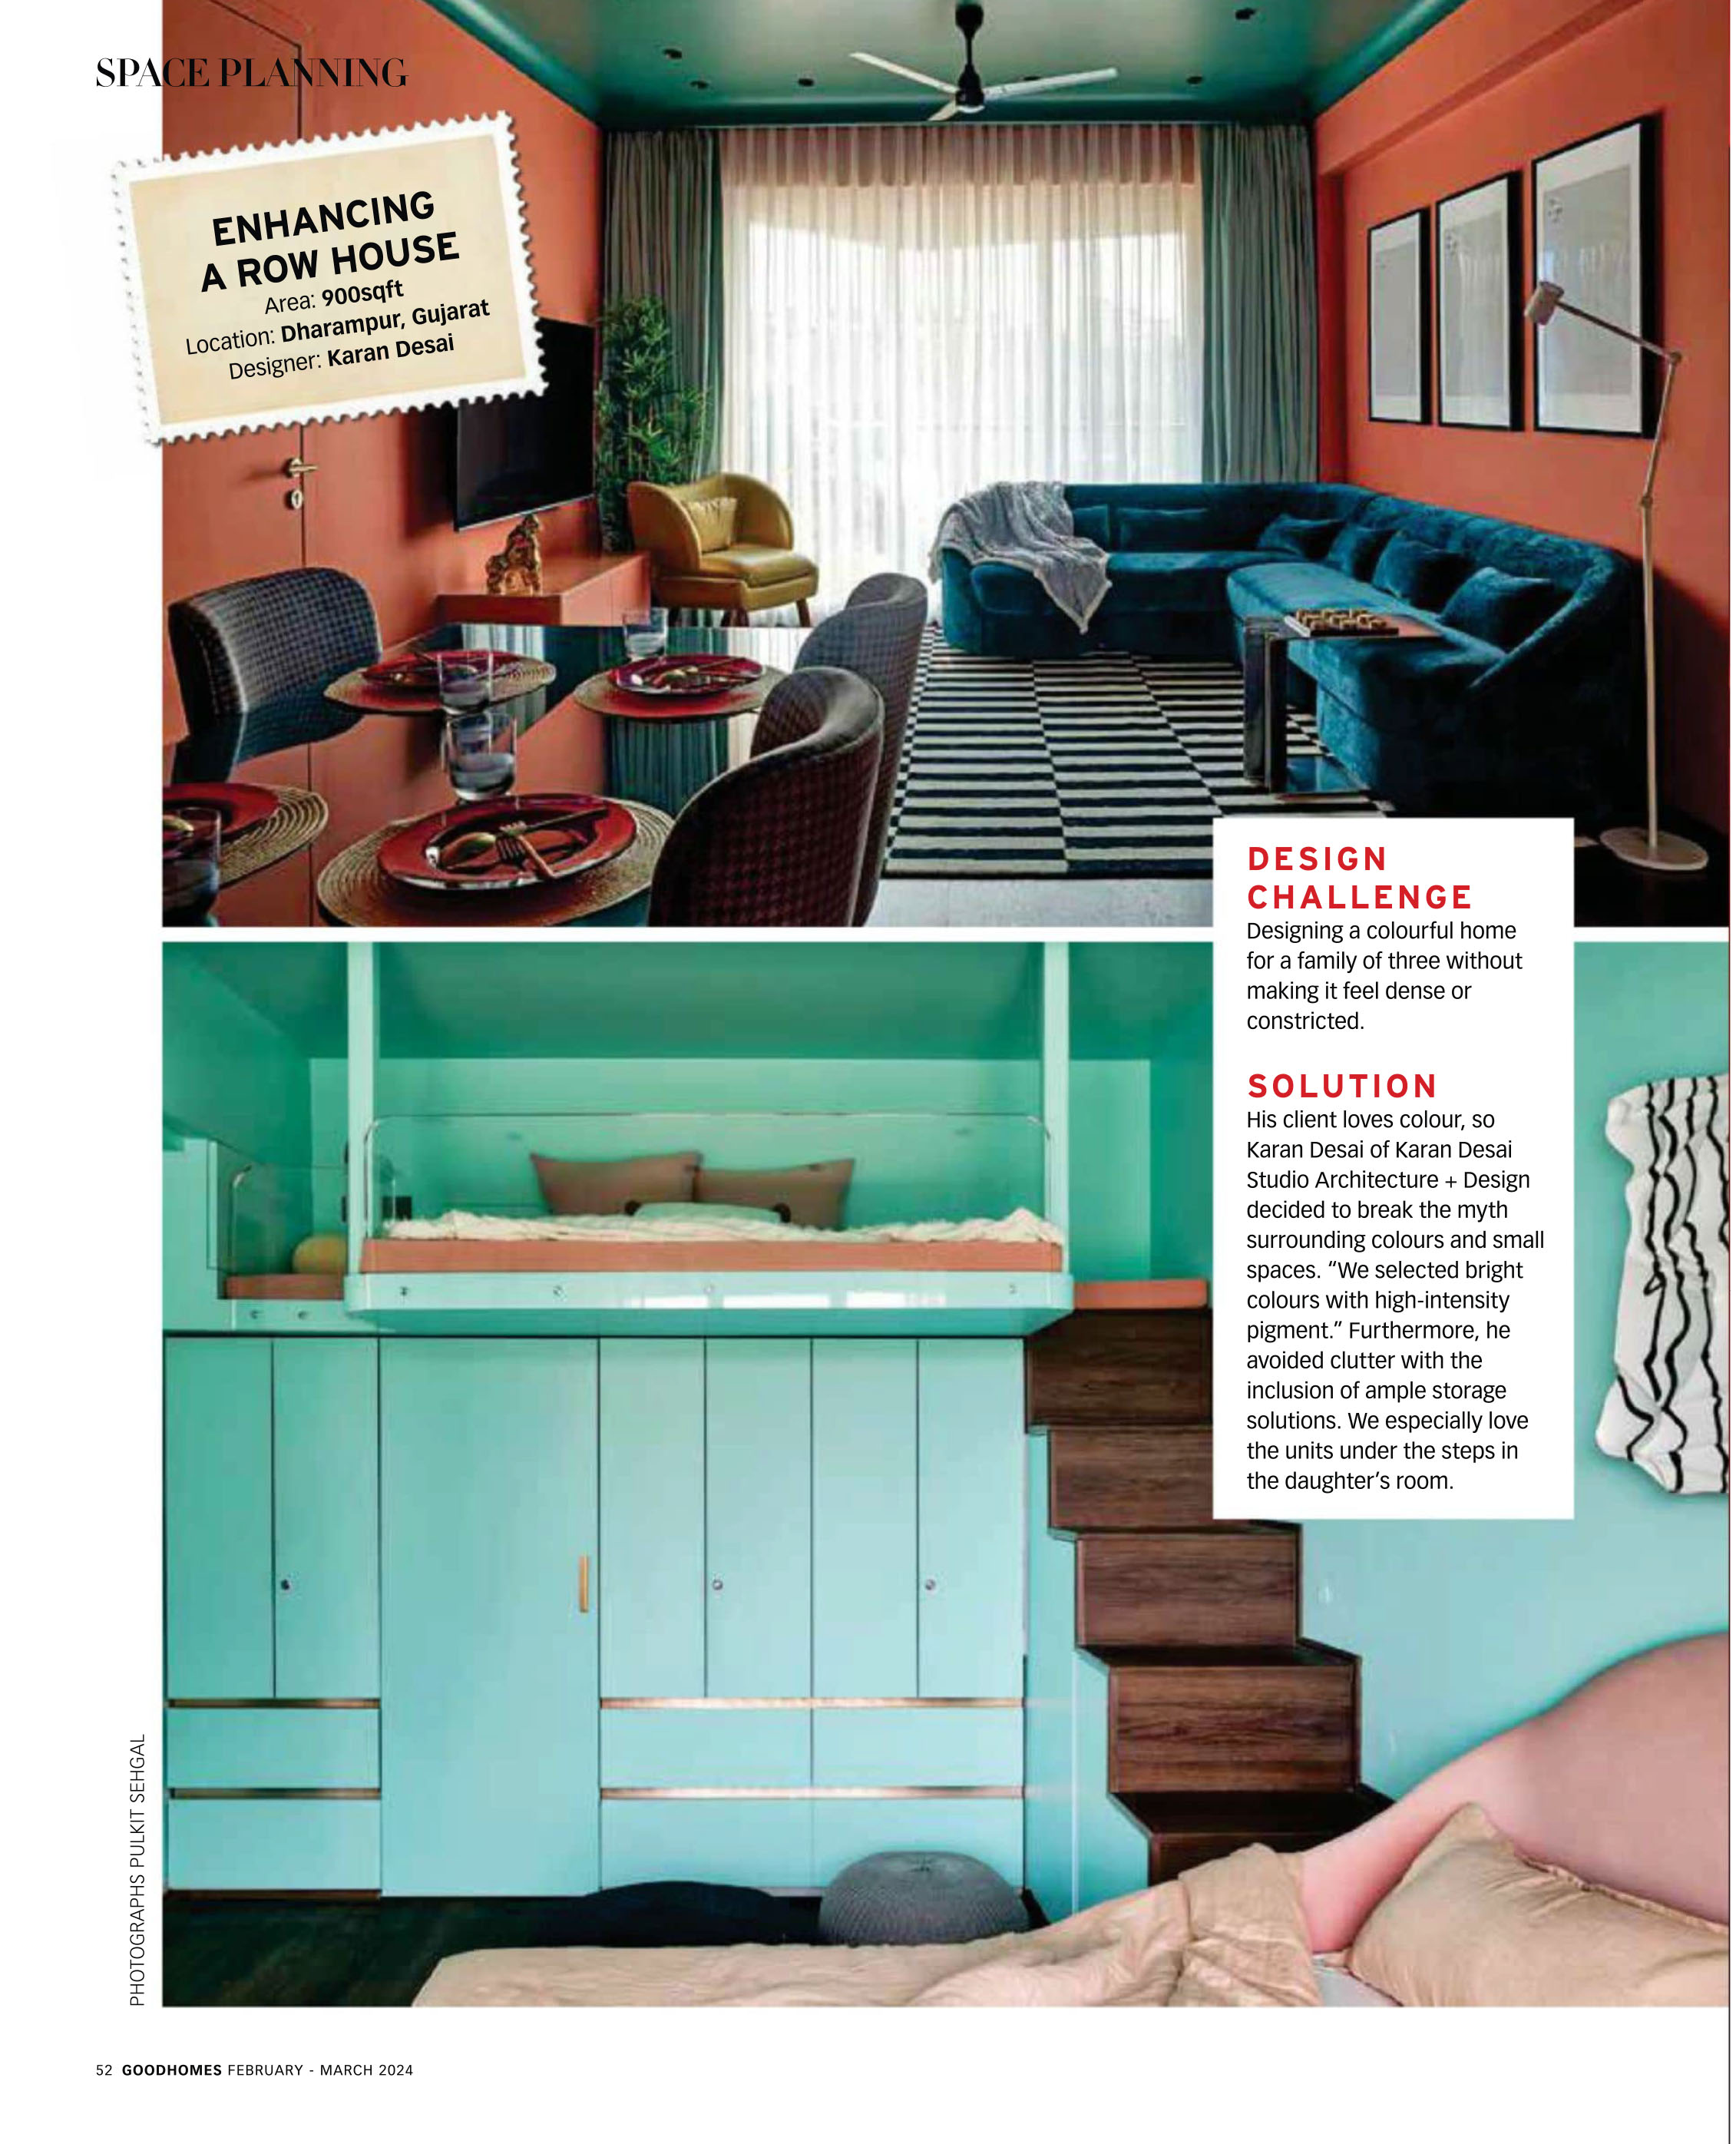 SPACE PLANNING
ENHANCING
A ROW HOUSE
Area: 900sqft
Location: Dharampur, Gujarat
Designer: Karan Desai
DESIGN
CHALLENGE
Designing a colourful home
for a family of three without
making it feel dense or
constricted.
SOLUTION
His client loves colour, so
Karan Desai of Karan Desai
Studio Architecture + Design
decided to break the myth
surrounding colours and small
spaces. “We selected bright
colours with high-intensity
pigment.” Furthermore, he
avoided clutter with the
inclusion of ample storage
solutions. We especially love
the units under the steps in
the daughter’s room.
PHOTOGRAPHS PULKIT SEHGAL
52 GOODHOMES FEBRUARY - MARCH 2024